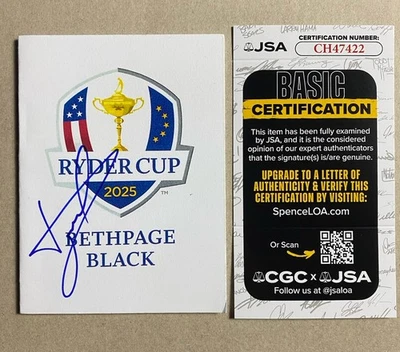 RYDER CUP
2025
TM
BETHPAGE
BLACK
JSA
CERTIFICATION NUMBER:
CH47422
BASIC
CERTIFICATION
This item has been fully examined
by JSA, and it is the considered
opinion of our expert authenticators
that the signature(s) is/are genuine.
UPGRADE TO A LETTER OF
AUTHENTICITY & VERIFY THIS
CERTIFICATION BY VISITING:
SpenceLOA.com
Or Scan
CGC x JSA
Follow us at @jsaloa